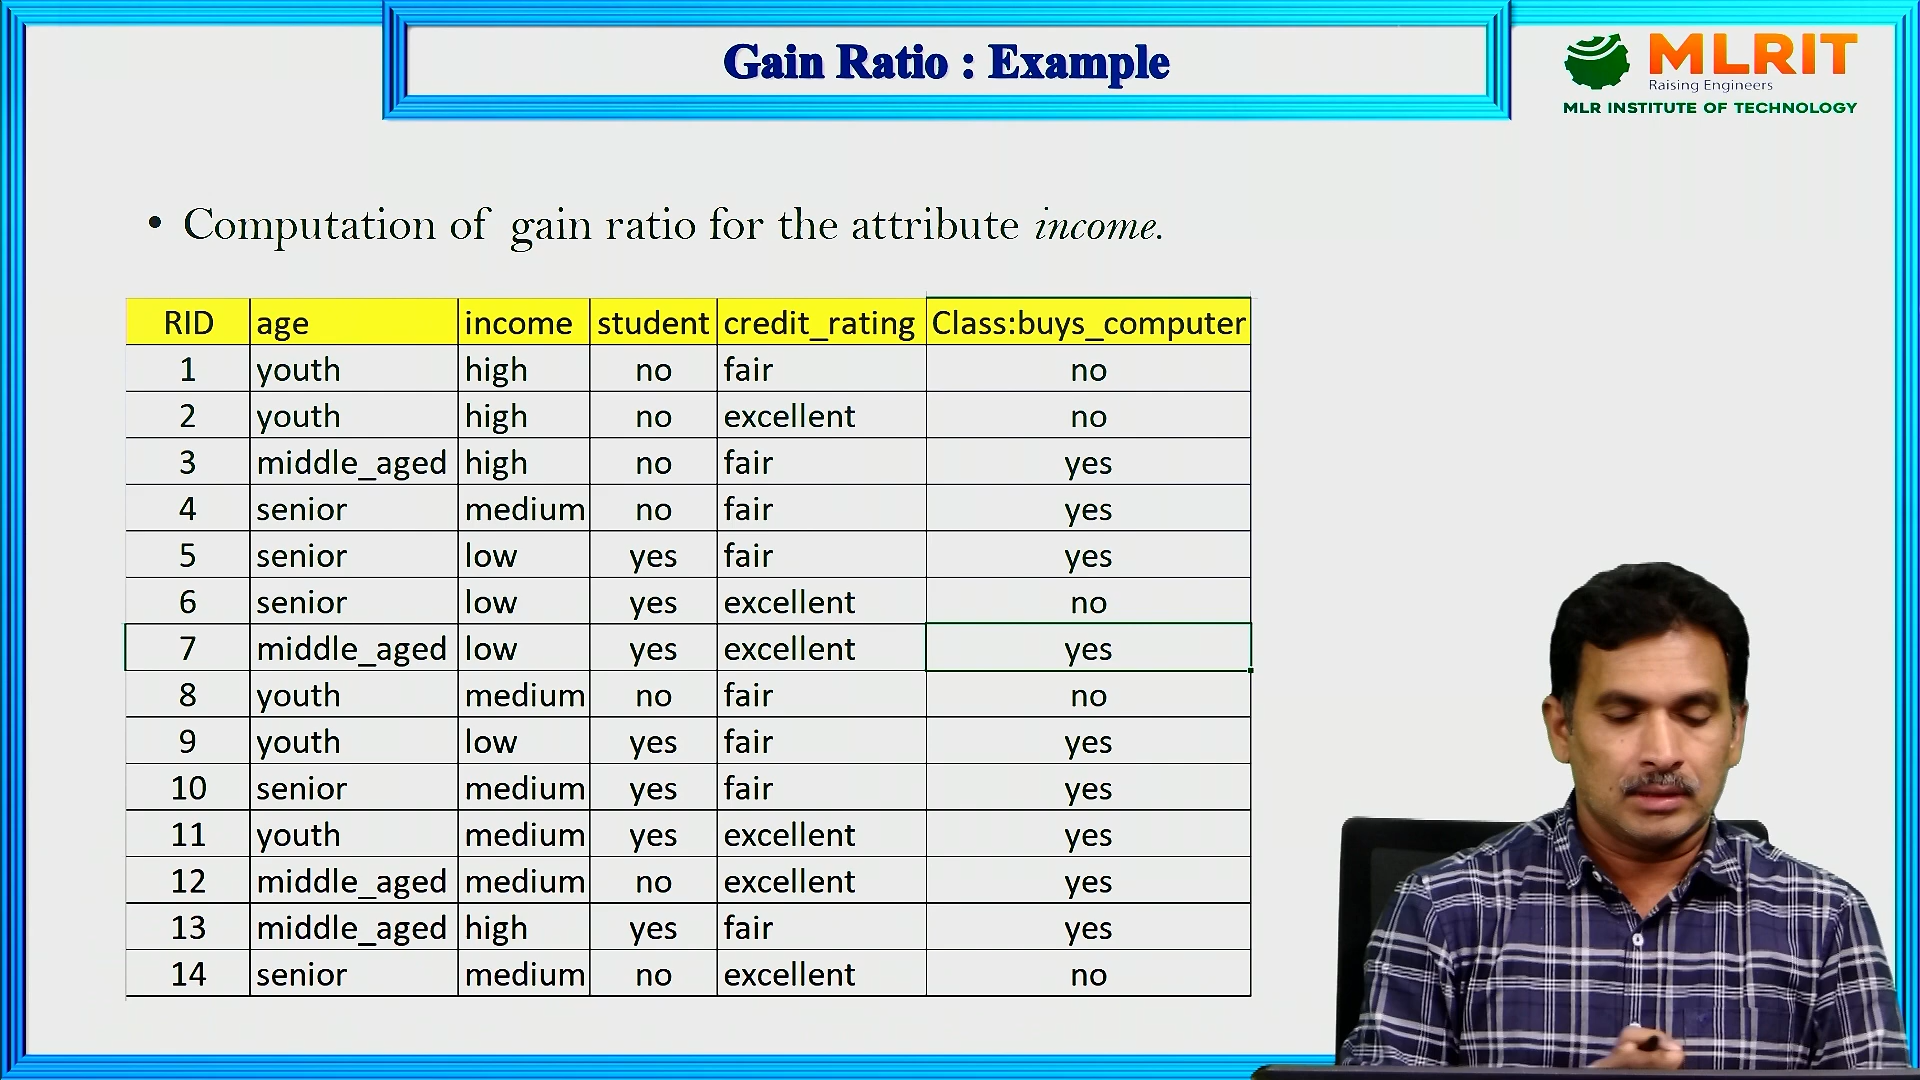 Gain Ratio : Example
MLRIT
Raising Engineers
MLR INSTITUTE OF TECHNOLOGY
• Computation of gain ratio for the attribute income.
RID age income student credit_rating Class:buys_computer
1 youth high no fair no
2 youth high no excellent no
3 middle_aged high no fair yes
4 senior medium no fair yes
5 senior low yes fair yes
6 senior low yes excellent no
7 middle_aged low yes excellent yes
8 youth medium no fair no
9 youth low yes fair yes
10 senior medium yes fair yes
11 youth medium yes excellent yes
12 middle_aged medium no excellent yes
13 middle_aged high yes fair yes
14 senior medium no excellent no